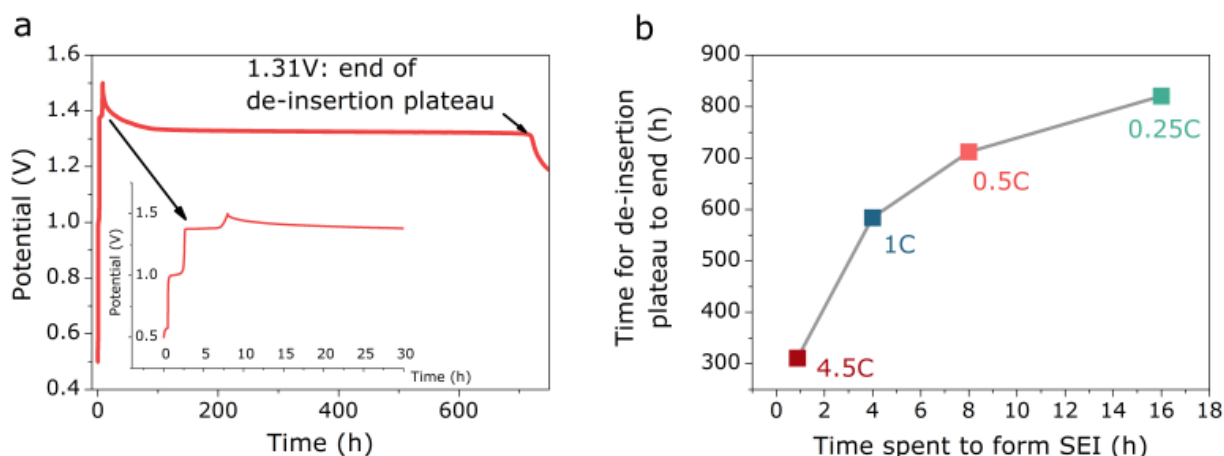 a
1.6
1.4
1.2
1.0
0.8
0.6
0.4
Potential (V)
1.31V: end of
de-insertion plateau
1.5
1.0
0.5
Potential (V)
0
5
10
15
20
25
30
Time (h)
0
200
400
600
Time (h)
b
900
800
700
600
500
400
300
Time for de-insertion
plateau to end (h)
0.25C
0.5C
1C
4.5C
0
2
4
6
8
10
12
14
16
18
Time spent to form SEI (h)